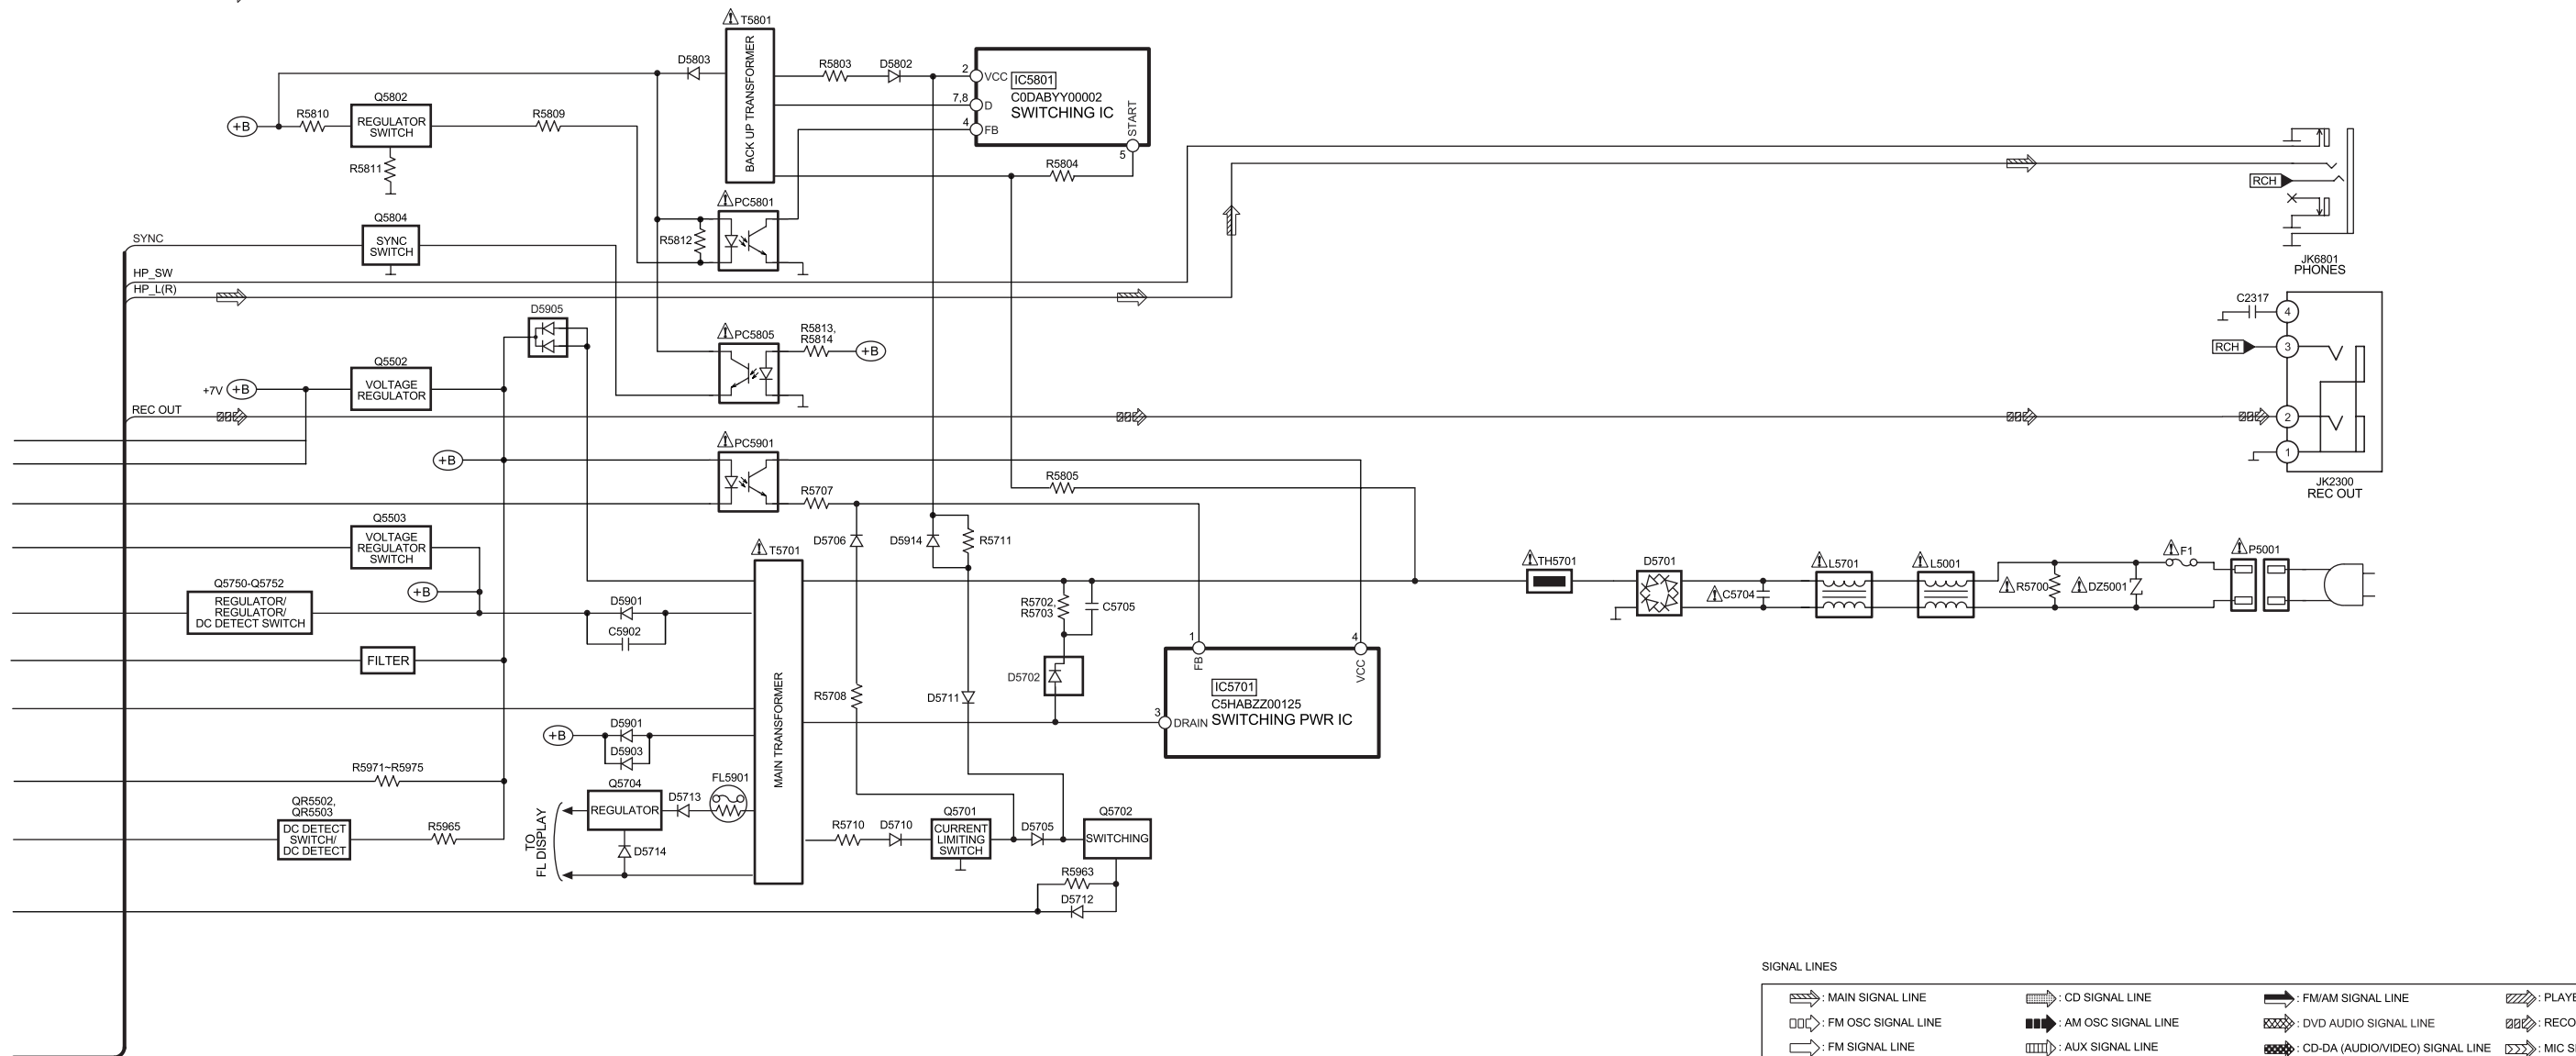 ⚠ T5801
BACK UP TRANSFORMER
D5803
R5803
D5802
2
VCC
IC5801
C0DABYY00002
SWITCHING IC
7,8
D
4
FB
START
5
R5804
Q5802
REGULATOR
SWITCH
+B
R5810
R5809
R5811
⚠ PC5801
R5812
Q5804
SYNC
SWITCH
SYNC
HP_SW
HP_L(R)
RCH
JK6801
PHONES
D5905
⚠ PC5805
R5813,
R5814
+B
C2317
4
RCH
3
2
1
JK2300
REC OUT
Q5502
VOLTAGE
REGULATOR
+7V
+B
REC OUT
⚠ PC5901
+B
R5805
R5707
Q5503
VOLTAGE
REGULATOR
SWITCH
D5706
D5914
R5711
⚠ T5701
MAIN TRANSFORMER
⚠ TH5701
D5701
⚠ L5701
⚠ L5001
⚠ F1
⚠ P5001
⚠ C5704
⚠ R5700
⚠ DZ5001
Q5750-Q5752
REGULATOR/
REGULATOR/
DC DETECT SWITCH
+B
D5901
C5902
R5702,
R5703
C5705
FILTER
D5702
1
FB
4
VCC
IC5701
C5HABZZ00125
SWITCHING PWR IC
3
DRAIN
R5708
D5711
D5901
+B
D5903
R5971~R5975
Q5704
REGULATOR
D5713
FL5901
QR5502,
QR5503
DC DETECT
SWITCH/
DC DETECT
R5965
TO
FL DISPLAY
D5714
R5710
D5710
Q5701
CURRENT
LIMITING
SWITCH
D5705
Q5702
SWITCHING
R5963
D5712
SIGNAL LINES
: MAIN SIGNAL LINE
: CD SIGNAL LINE
: FM/AM SIGNAL LINE
: PLAYE
: FM OSC SIGNAL LINE
: AM OSC SIGNAL LINE
: DVD AUDIO SIGNAL LINE
: RECO
: FM SIGNAL LINE
: AUX SIGNAL LINE
: CD-DA (AUDIO/VIDEO) SIGNAL LINE
: MIC S